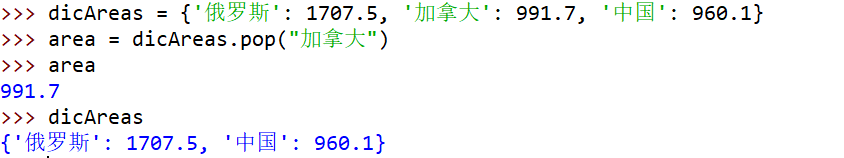 >>> dicAreas = {'俄罗斯': 1707.5, '加拿大': 991.7, '中国': 960.1}
>>> area = dicAreas.pop("加拿大")
>>> area
991.7
>>> dicAreas
{'俄罗斯': 1707.5, '中国': 960.1}